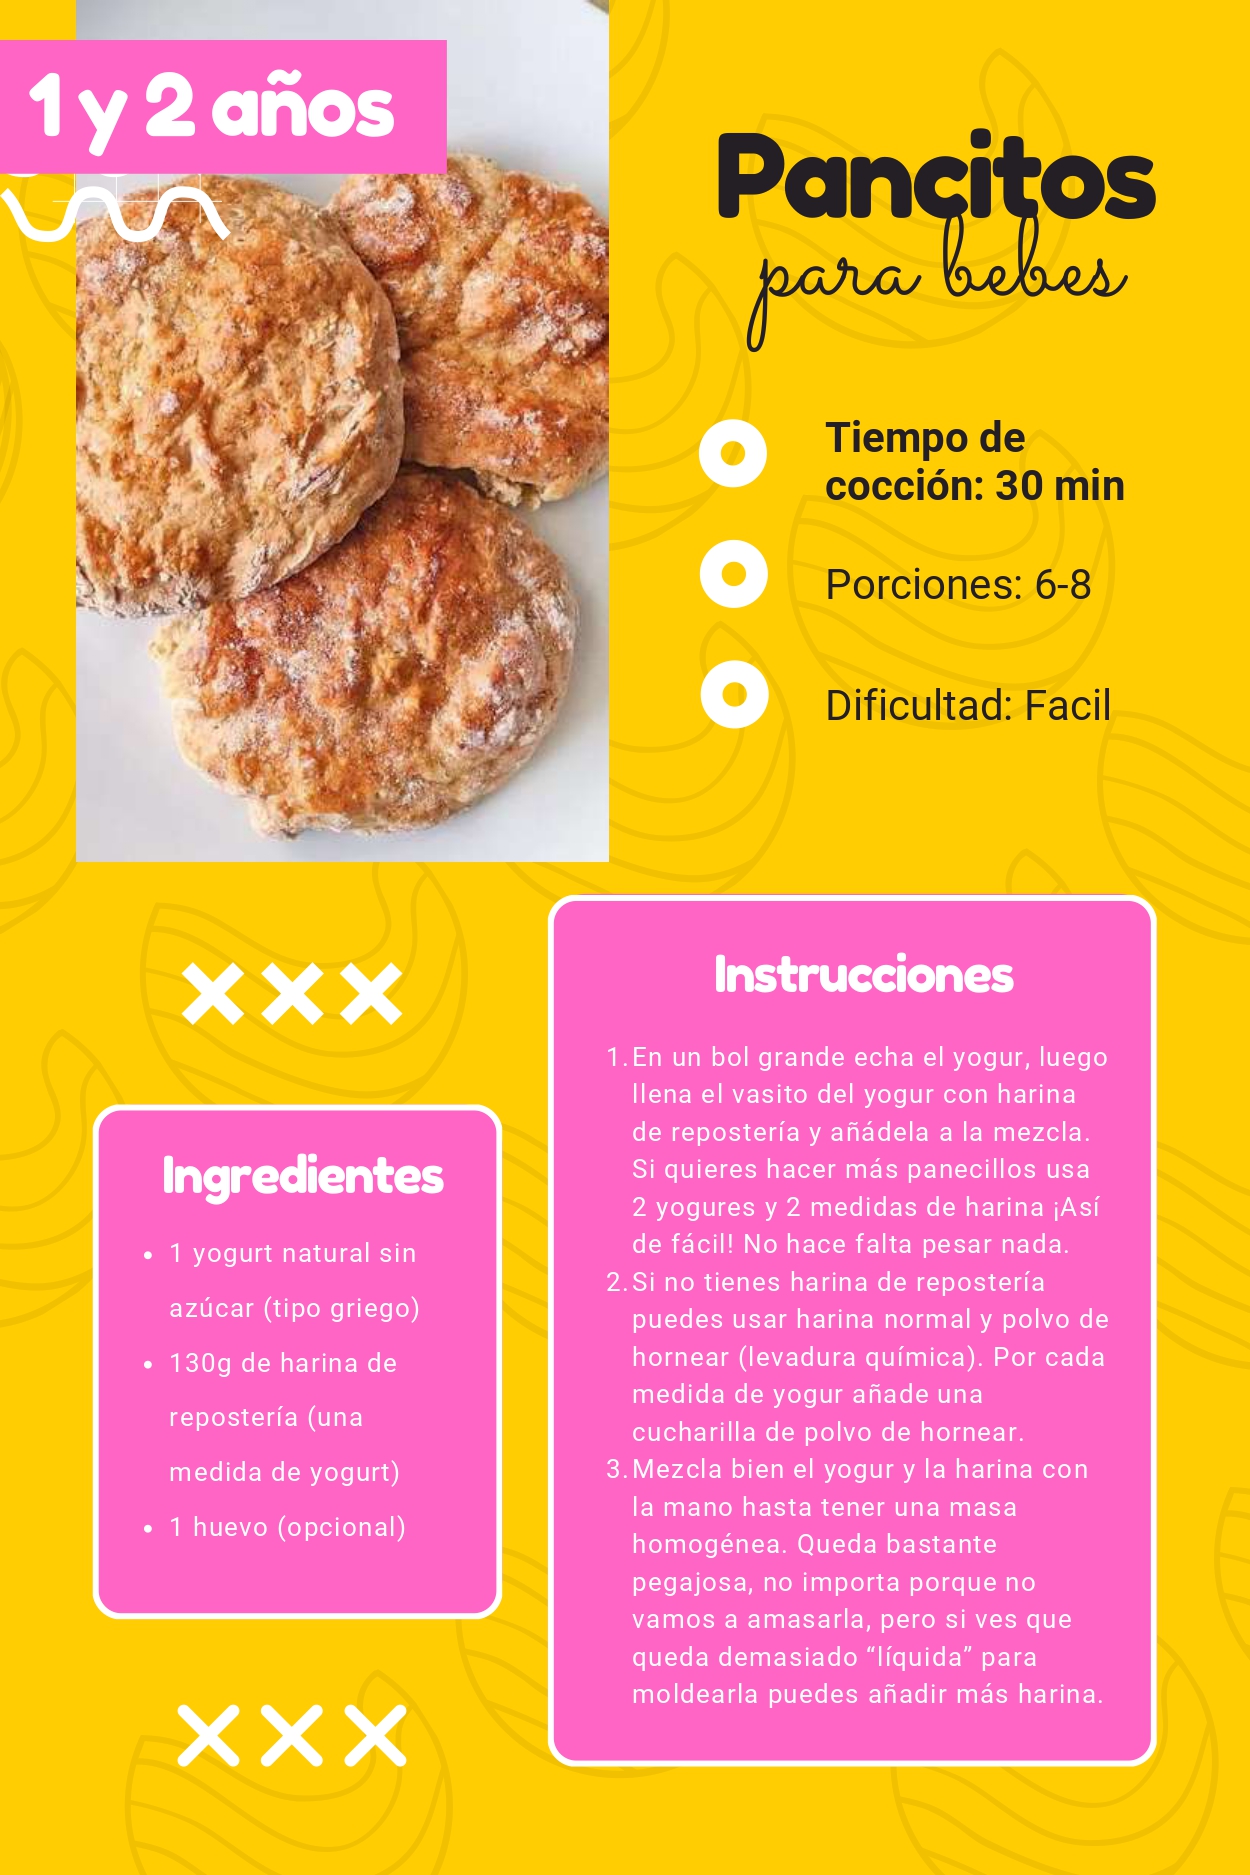 1 y 2 años
Pancitos
para bebes
Tiempo de
cocción: 30 min
Porciones: 6-8
Dificultad: Facil
Ingredientes
• 1 yogurt natural sin
azúcar (tipo griego)
• 130g de harina de
repostería (una
medida de yogurt)
• 1 huevo (opcional)
Instrucciones
1. En un bol grande echa el yogur, luego
llena el vasito del yogur con harina
de repostería y añádela a la mezcla.
Si quieres hacer más panecillos usa
2 yogures y 2 medidas de harina ¡Así
de fácil! No hace falta pesar nada.
2. Si no tienes harina de repostería
puedes usar harina normal y polvo de
hornear (levadura química). Por cada
medida de yogur añade una
cucharilla de polvo de hornear.
3. Mezcla bien el yogur y la harina con
la mano hasta tener una masa
homogénea. Queda bastante
pegajosa, no importa porque no
vamos a amasarla, pero si ves que
queda demasiado “líquida” para
moldearla puedes añadir más harina.